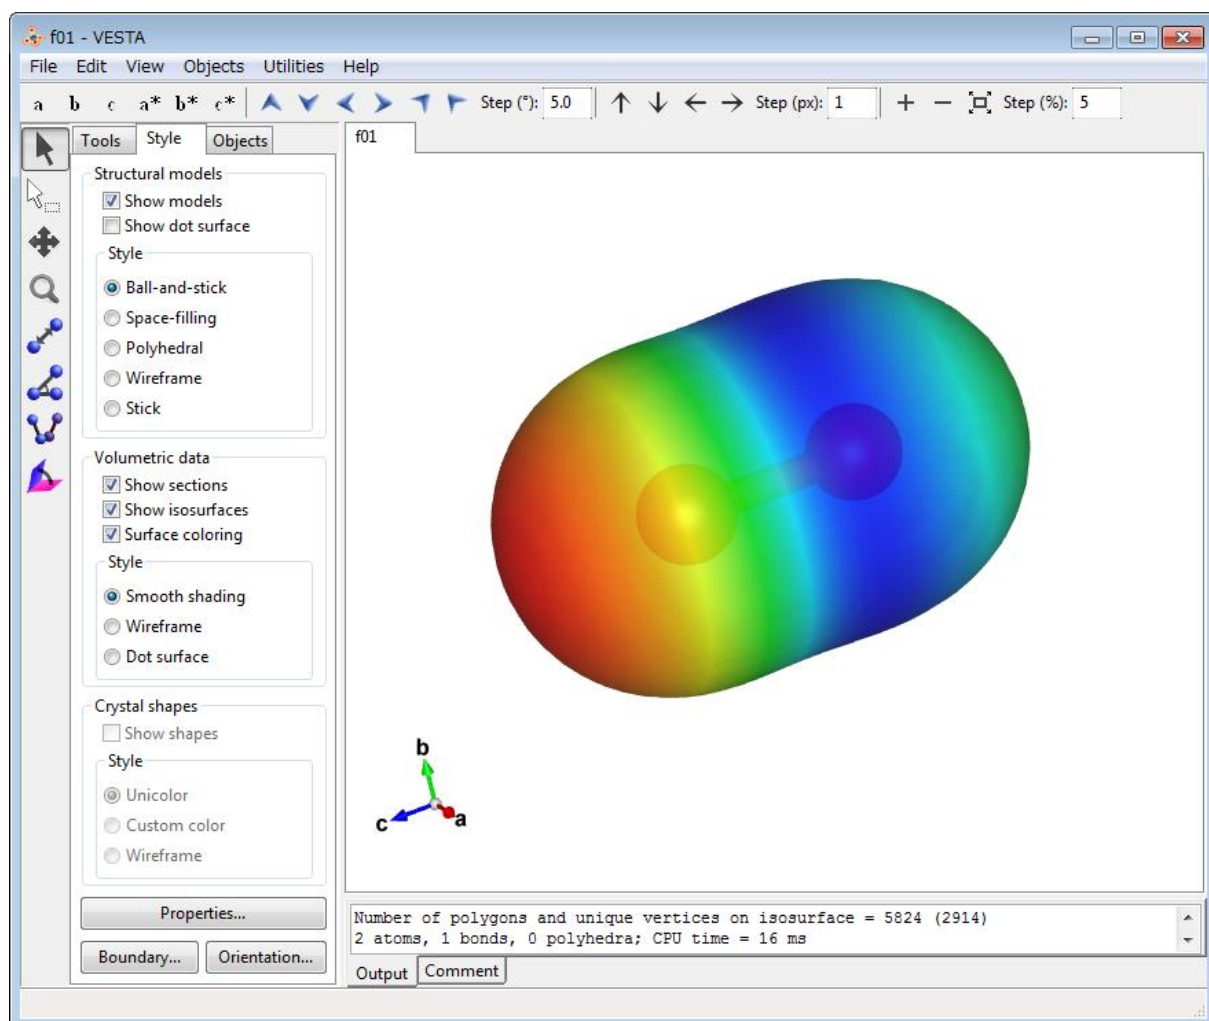 f01 - VESTA
File Edit View Objects Utilities Help
a b c a* b* c* Step (°): 5.0 Step (px): 1 Step (%): 5
Tools Style Objects
f01
Structural models
Show models
Show dot surface
Style
Ball-and-stick
Space-filling
Polyhedral
Wireframe
Stick
Volumetric data
Show sections
Show isosurfaces
Surface coloring
Style
Smooth shading
Wireframe
Dot surface
Crystal shapes
Show shapes
Style
Unicolor
Custom color
Wireframe
Properties...
Boundary... Orientation...
b
c a
Number of polygons and unique vertices on isosurface = 5824 (2914)
2 atoms, 1 bonds, 0 polyhedra; CPU time = 16 ms
Output Comment